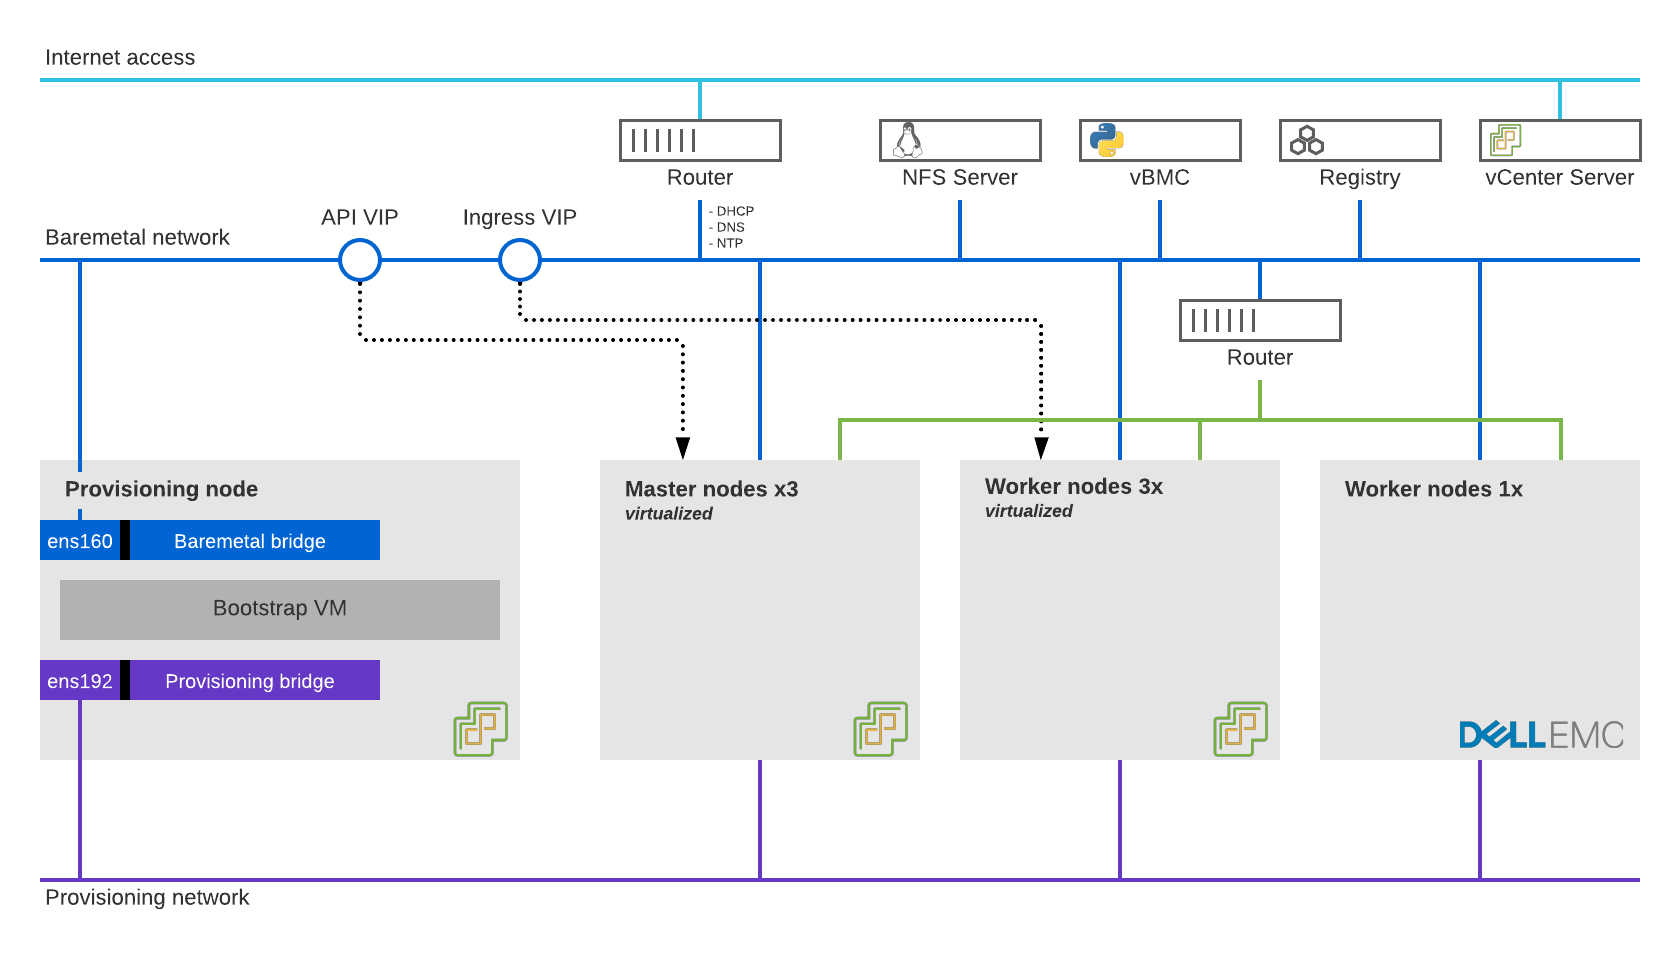 Internet access
Router
NFS Server
vBMC
Registry
vCenter Server
- DHCP
- DNS
- NTP
API VIP
Ingress VIP
Baremetal network
Router
Provisioning node
ens160
Baremetal bridge
Bootstrap VM
ens192
Provisioning bridge
Master nodes x3
virtualized
Worker nodes 3x
virtualized
Worker nodes 1x
DELL EMC
Provisioning network